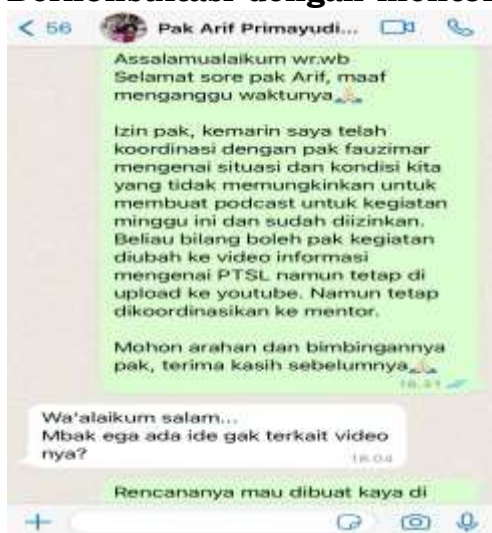 Berkonsultasi dengan mentor
56 Pak Arif Primayudi...
Assalamualaikum wr.wb
Selamat sore pak Arif, maaf
menganggu waktunya🙏🏻
Izin pak, kemarin saya telah
koordinasi dengan pak fauzimar
mengenai situasi dan kondisi kita
yang tidak memungkinkan untuk
membuat podcast untuk kegiatan
minggu ini dan sudah diizinkan.
Beliau bilang boleh pak kegiatan
diubah ke video informasi
mengenai PTSL namun tetap di
upload ke youtube. Namun tetap
dikoordinasikan ke mentor.
Mohon arahan dan bimbingannya
pak, terima kasih sebelumnya🙏🏻
Wa'alaikum salam...
Mbak ega ada ide gak terkait video
nya?
18.04
Rencananya mau dibuat kaya di